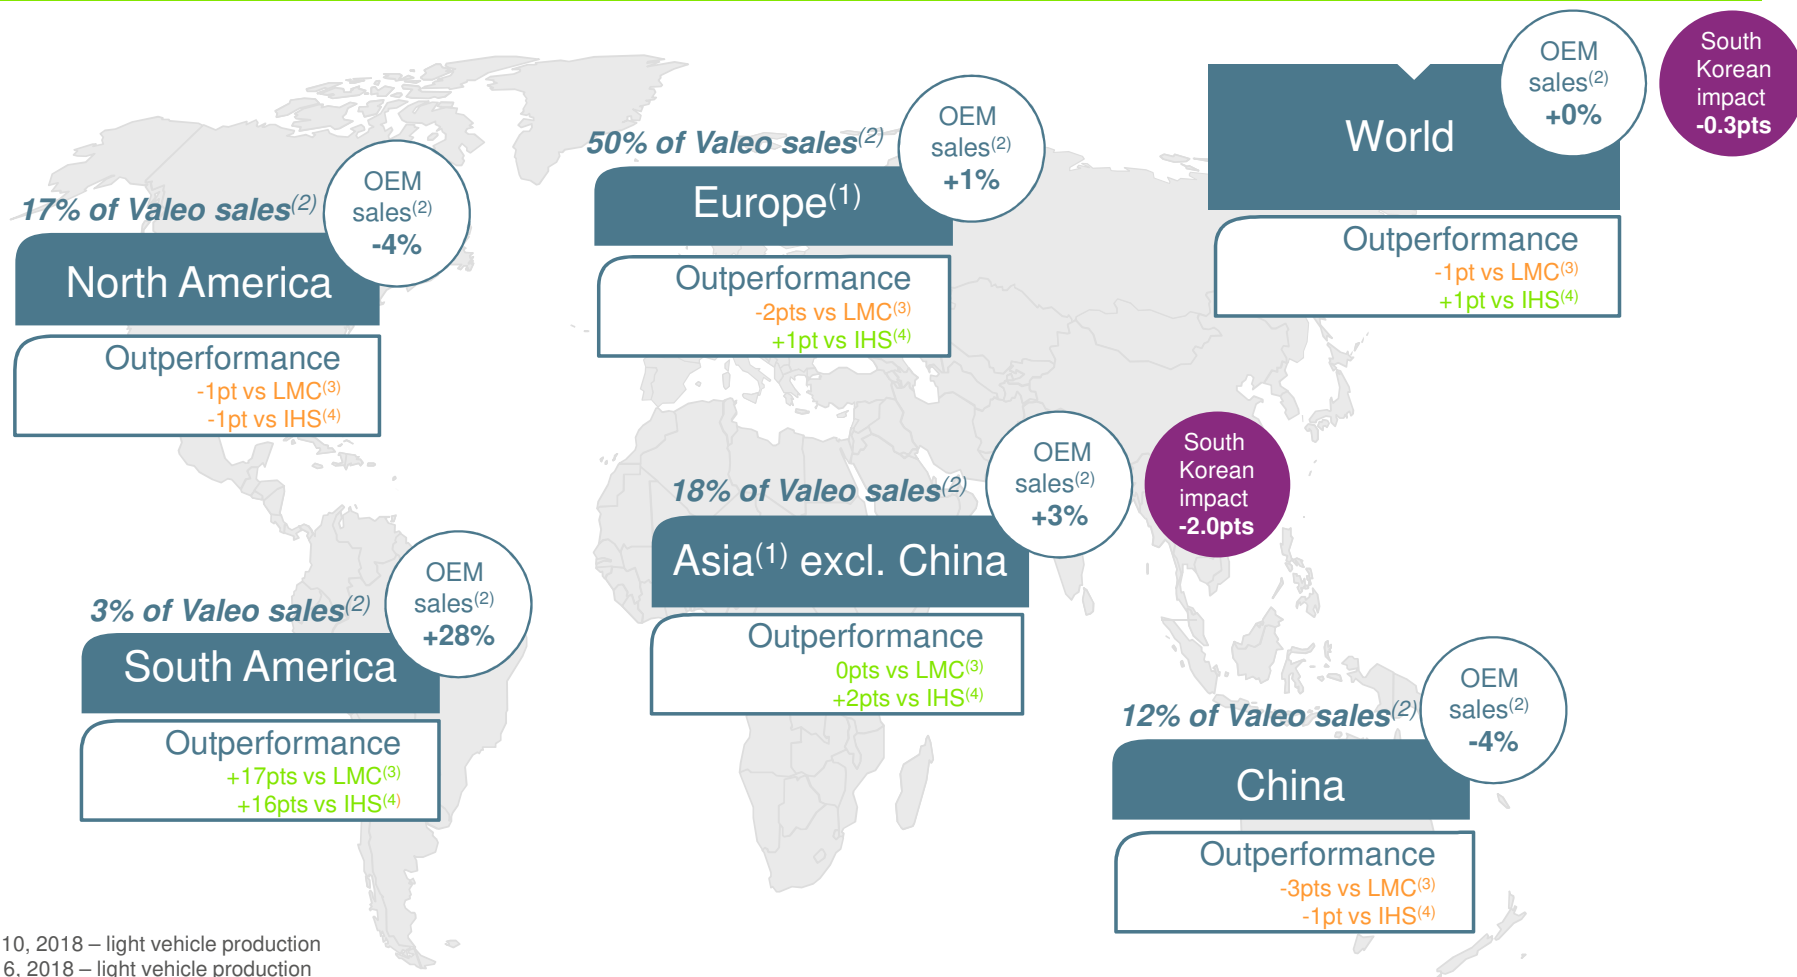 OEM
sales(2)
+0%
South
Korean
impact
-0.3pts
World
Outperformance
-1pt vs LMC(3)
+1pt vs IHS(4)
50% of Valeo sales(2)
OEM
sales(2)
+1%
Europe(1)
Outperformance
-2pts vs LMC(3)
+1pt vs IHS(4)
17% of Valeo sales(2)
OEM
sales(2)
-4%
North America
Outperformance
-1pt vs LMC(3)
-1pt vs IHS(4)
18% of Valeo sales(2)
OEM
sales(2)
+3%
South
Korean
impact
-2.0pts
Asia(1) excl. China
Outperformance
0pts vs LMC(3)
+2pts vs IHS(4)
3% of Valeo sales(2)
OEM
sales(2)
+28%
South America
Outperformance
+17pts vs LMC(3)
+16pts vs IHS(4)
12% of Valeo sales(2)
OEM
sales(2)
-4%
China
Outperformance
-3pts vs LMC(3)
-1pt vs IHS(4)
10, 2018 – light vehicle production
6, 2018 – light vehicle production